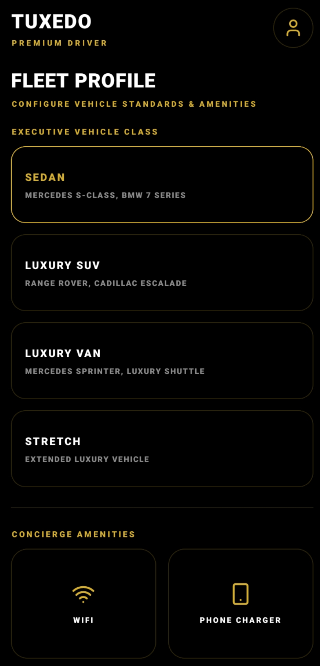 TUXEDO
PREMIUM DRIVER
FLEET PROFILE
CONFIGURE VEHICLE STANDARDS & AMENITIES
EXECUTIVE VEHICLE CLASS
SEDAN
MERCEDES S-CLASS, BMW 7 SERIES
LUXURY SUV
RANGE ROVER, CADILLAC ESCALADE
LUXURY VAN
MERCEDES SPRINTER, LUXURY SHUTTLE
STRETCH
EXTENDED LUXURY VEHICLE
CONCIERGE AMENITIES
WIFI
PHONE CHARGER